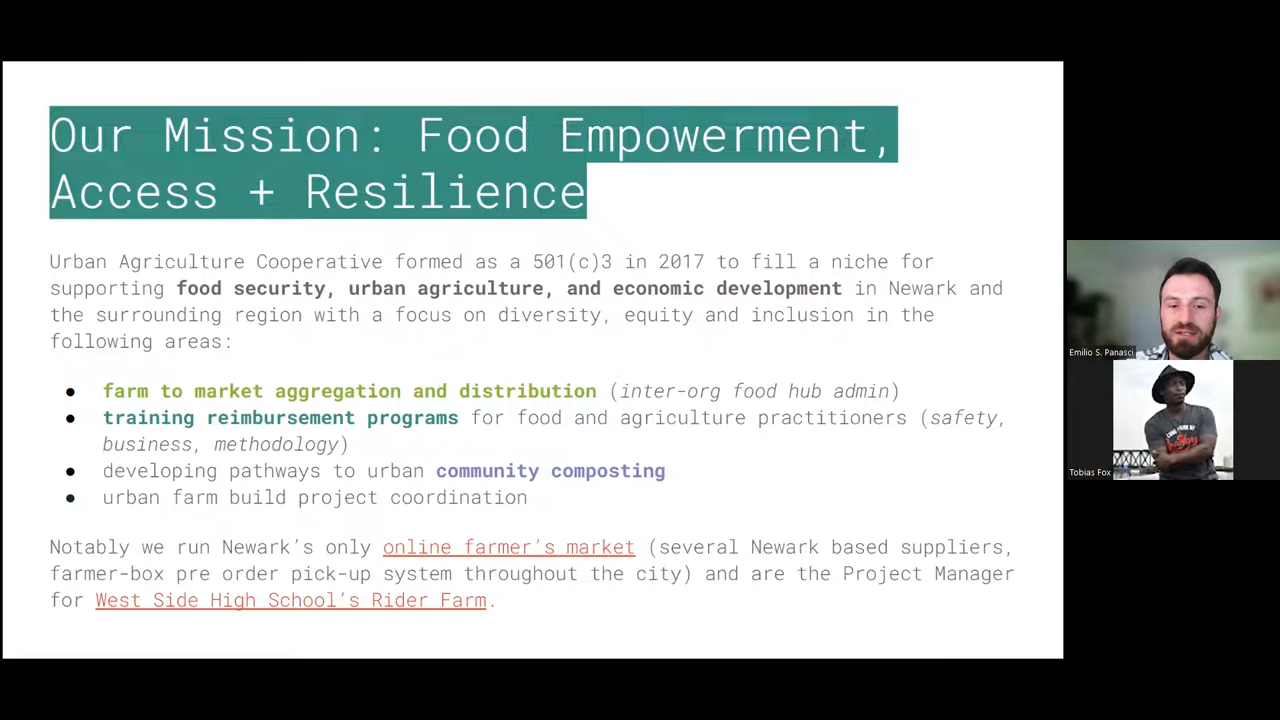 Our Mission: Food Empowerment,
Access + Resilience
Urban Agriculture Cooperative formed as a 501(c)3 in 2017 to fill a niche for
supporting food security, urban agriculture, and economic development in Newark and
the surrounding region with a focus on diversity, equity and inclusion in the
following areas:
● farm to market aggregation and distribution (inter-org food hub admin)
● training reimbursement programs for food and agriculture practitioners (safety,
business, methodology)
● developing pathways to urban community composting
● urban farm build project coordination
Notably we run Newark’s only online farmer’s market (several Newark based suppliers,
farmer-box pre order pick-up system throughout the city) and are the Project Manager
for West Side High School’s Rider Farm.
Emilio S. Panasci
Tobias Fox